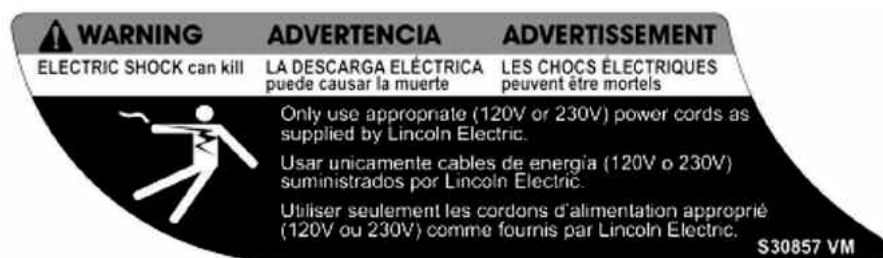 WARNING
ADVERTENCIA
ADVERTISSEMENT
ELECTRIC SHOCK can kill
LA DESCARGA ELÉCTRICA
puede causar la muerte
LES CHOCS ÉLECTRIQUES
peuvent être mortels
Only use appropriate (120V or 230V) power cords as
supplied by Lincoln Electric.
Usar unicamente cables de energía (120V o 230V)
suministrados por Lincoln Electric.
Utiliser seulement les cordons d'alimentation approprié
(120V ou 230V) comme fournis par Lincoln Electric.
S30857 VM